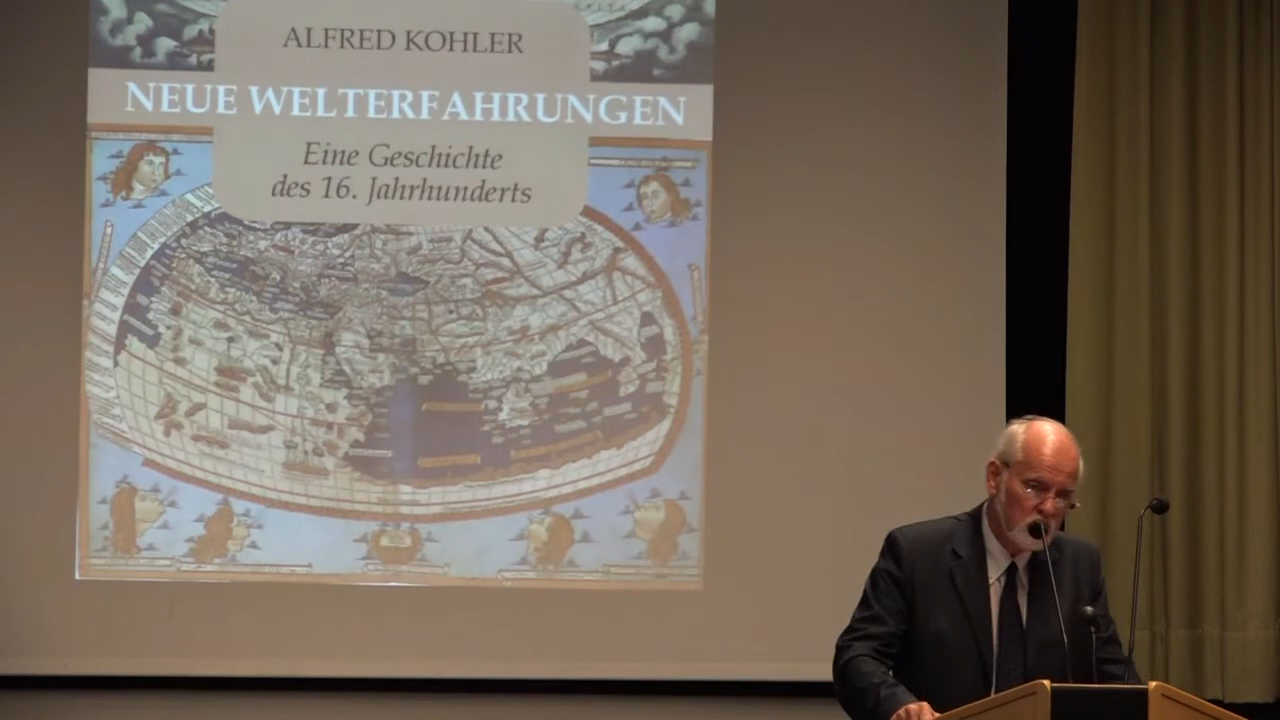 ALFRED KOHLER
NEUE WELTERFAHRUNGEN
Eine Geschichte
des 16. Jahrhunderts